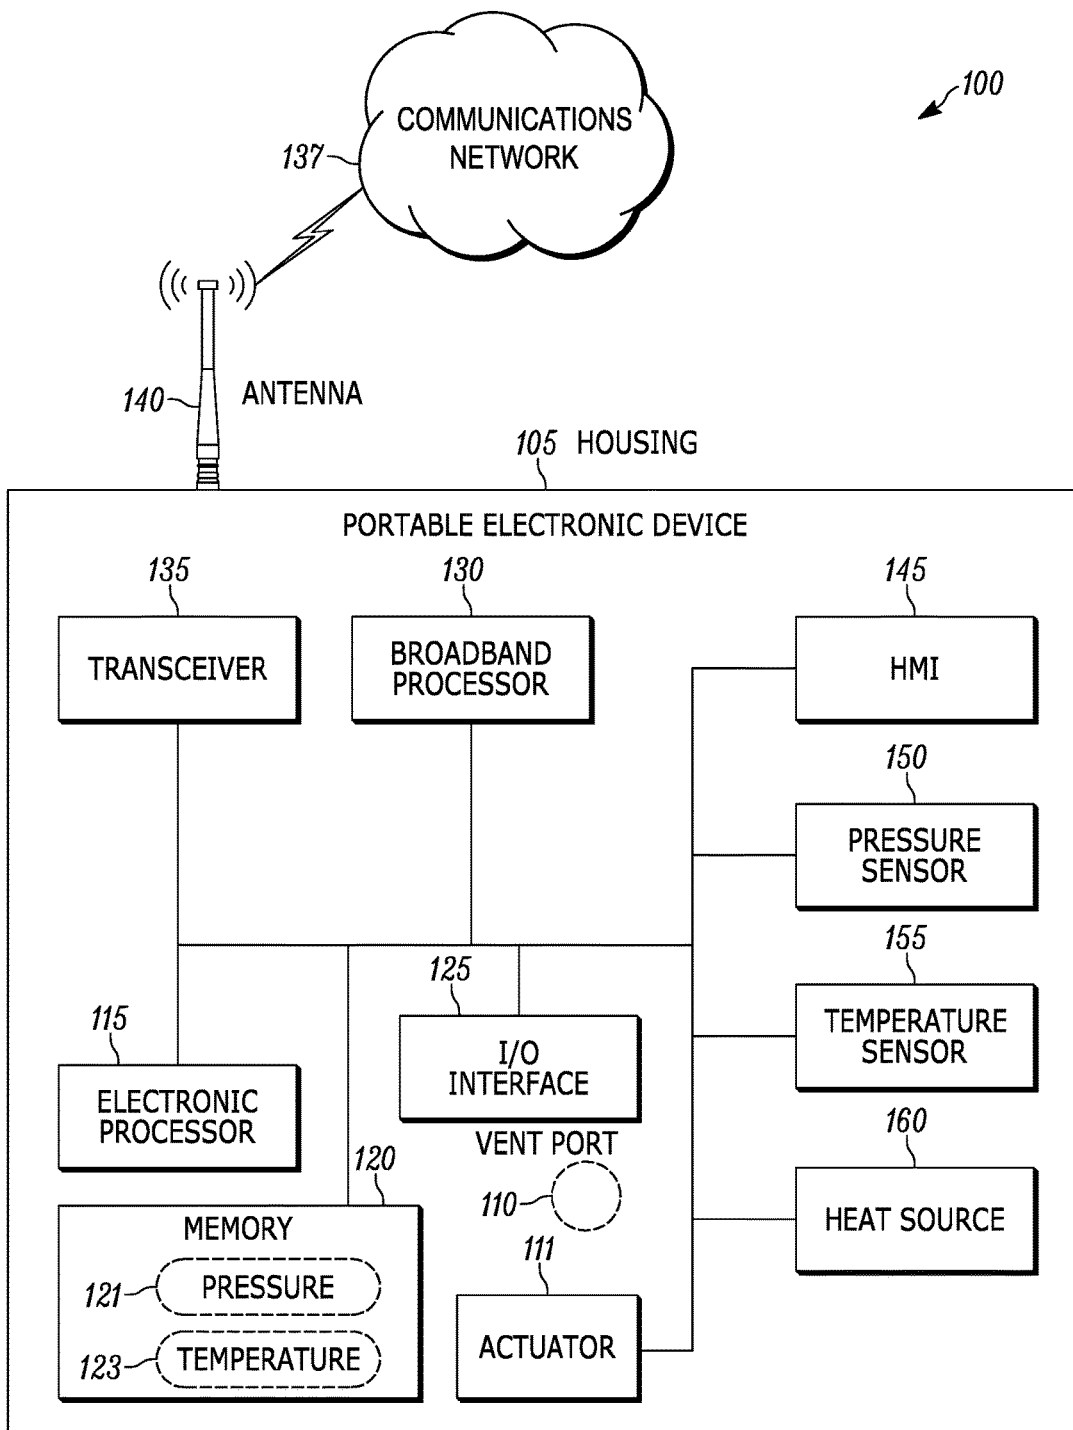 100
COMMUNICATIONS
NETWORK
137
140
ANTENNA
105 HOUSING
PORTABLE ELECTRONIC DEVICE
135
130
145
TRANSCEIVER
BROADBAND
PROCESSOR
HMI
150
PRESSURE
SENSOR
155
125
115
TEMPERATURE
SENSOR
I/O
INTERFACE
ELECTRONIC
PROCESSOR
VENT PORT
110
160
120
HEAT SOURCE
MEMORY
111
121
PRESSURE
ACTUATOR
123
TEMPERATURE